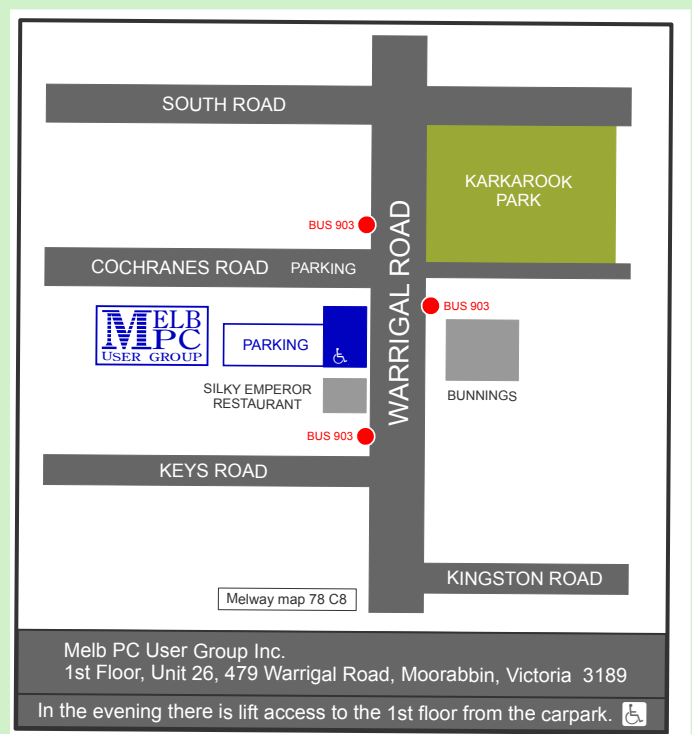 SOUTH ROAD
KARKAROOK
PARK
BUS 903
WARRIGAL ROAD
COCHRANES ROAD PARKING
BUS 903
MELB
PC
USER GROUP
PARKING
SILKY EMPEROR
RESTAURANT
BUNNINGS
BUS 903
KEYS ROAD
KINGSTON ROAD
Melway map 78 C8
Melb PC User Group Inc.
1st Floor, Unit 26, 479 Warrigal Road, Moorabbin, Victoria 3189
In the evening there is lift access to the 1st floor from the carpark.